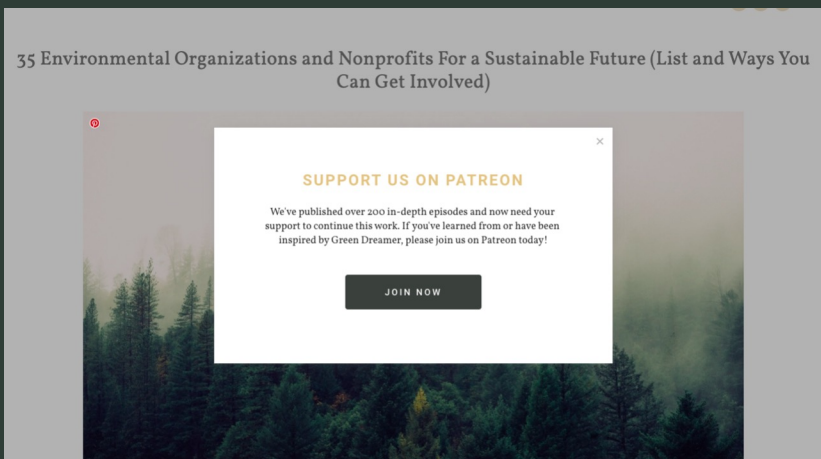 35 Environmental Organizations and Nonprofits For a Sustainable Future (List and Ways You
Can Get Involved)
SUPPORT US ON PATREON
We've published over 200 in-depth episodes and now need your
support to continue this work. If you've learned from or have been
inspired by Green Dreamer, please join us on Patreon today!
JOIN NOW